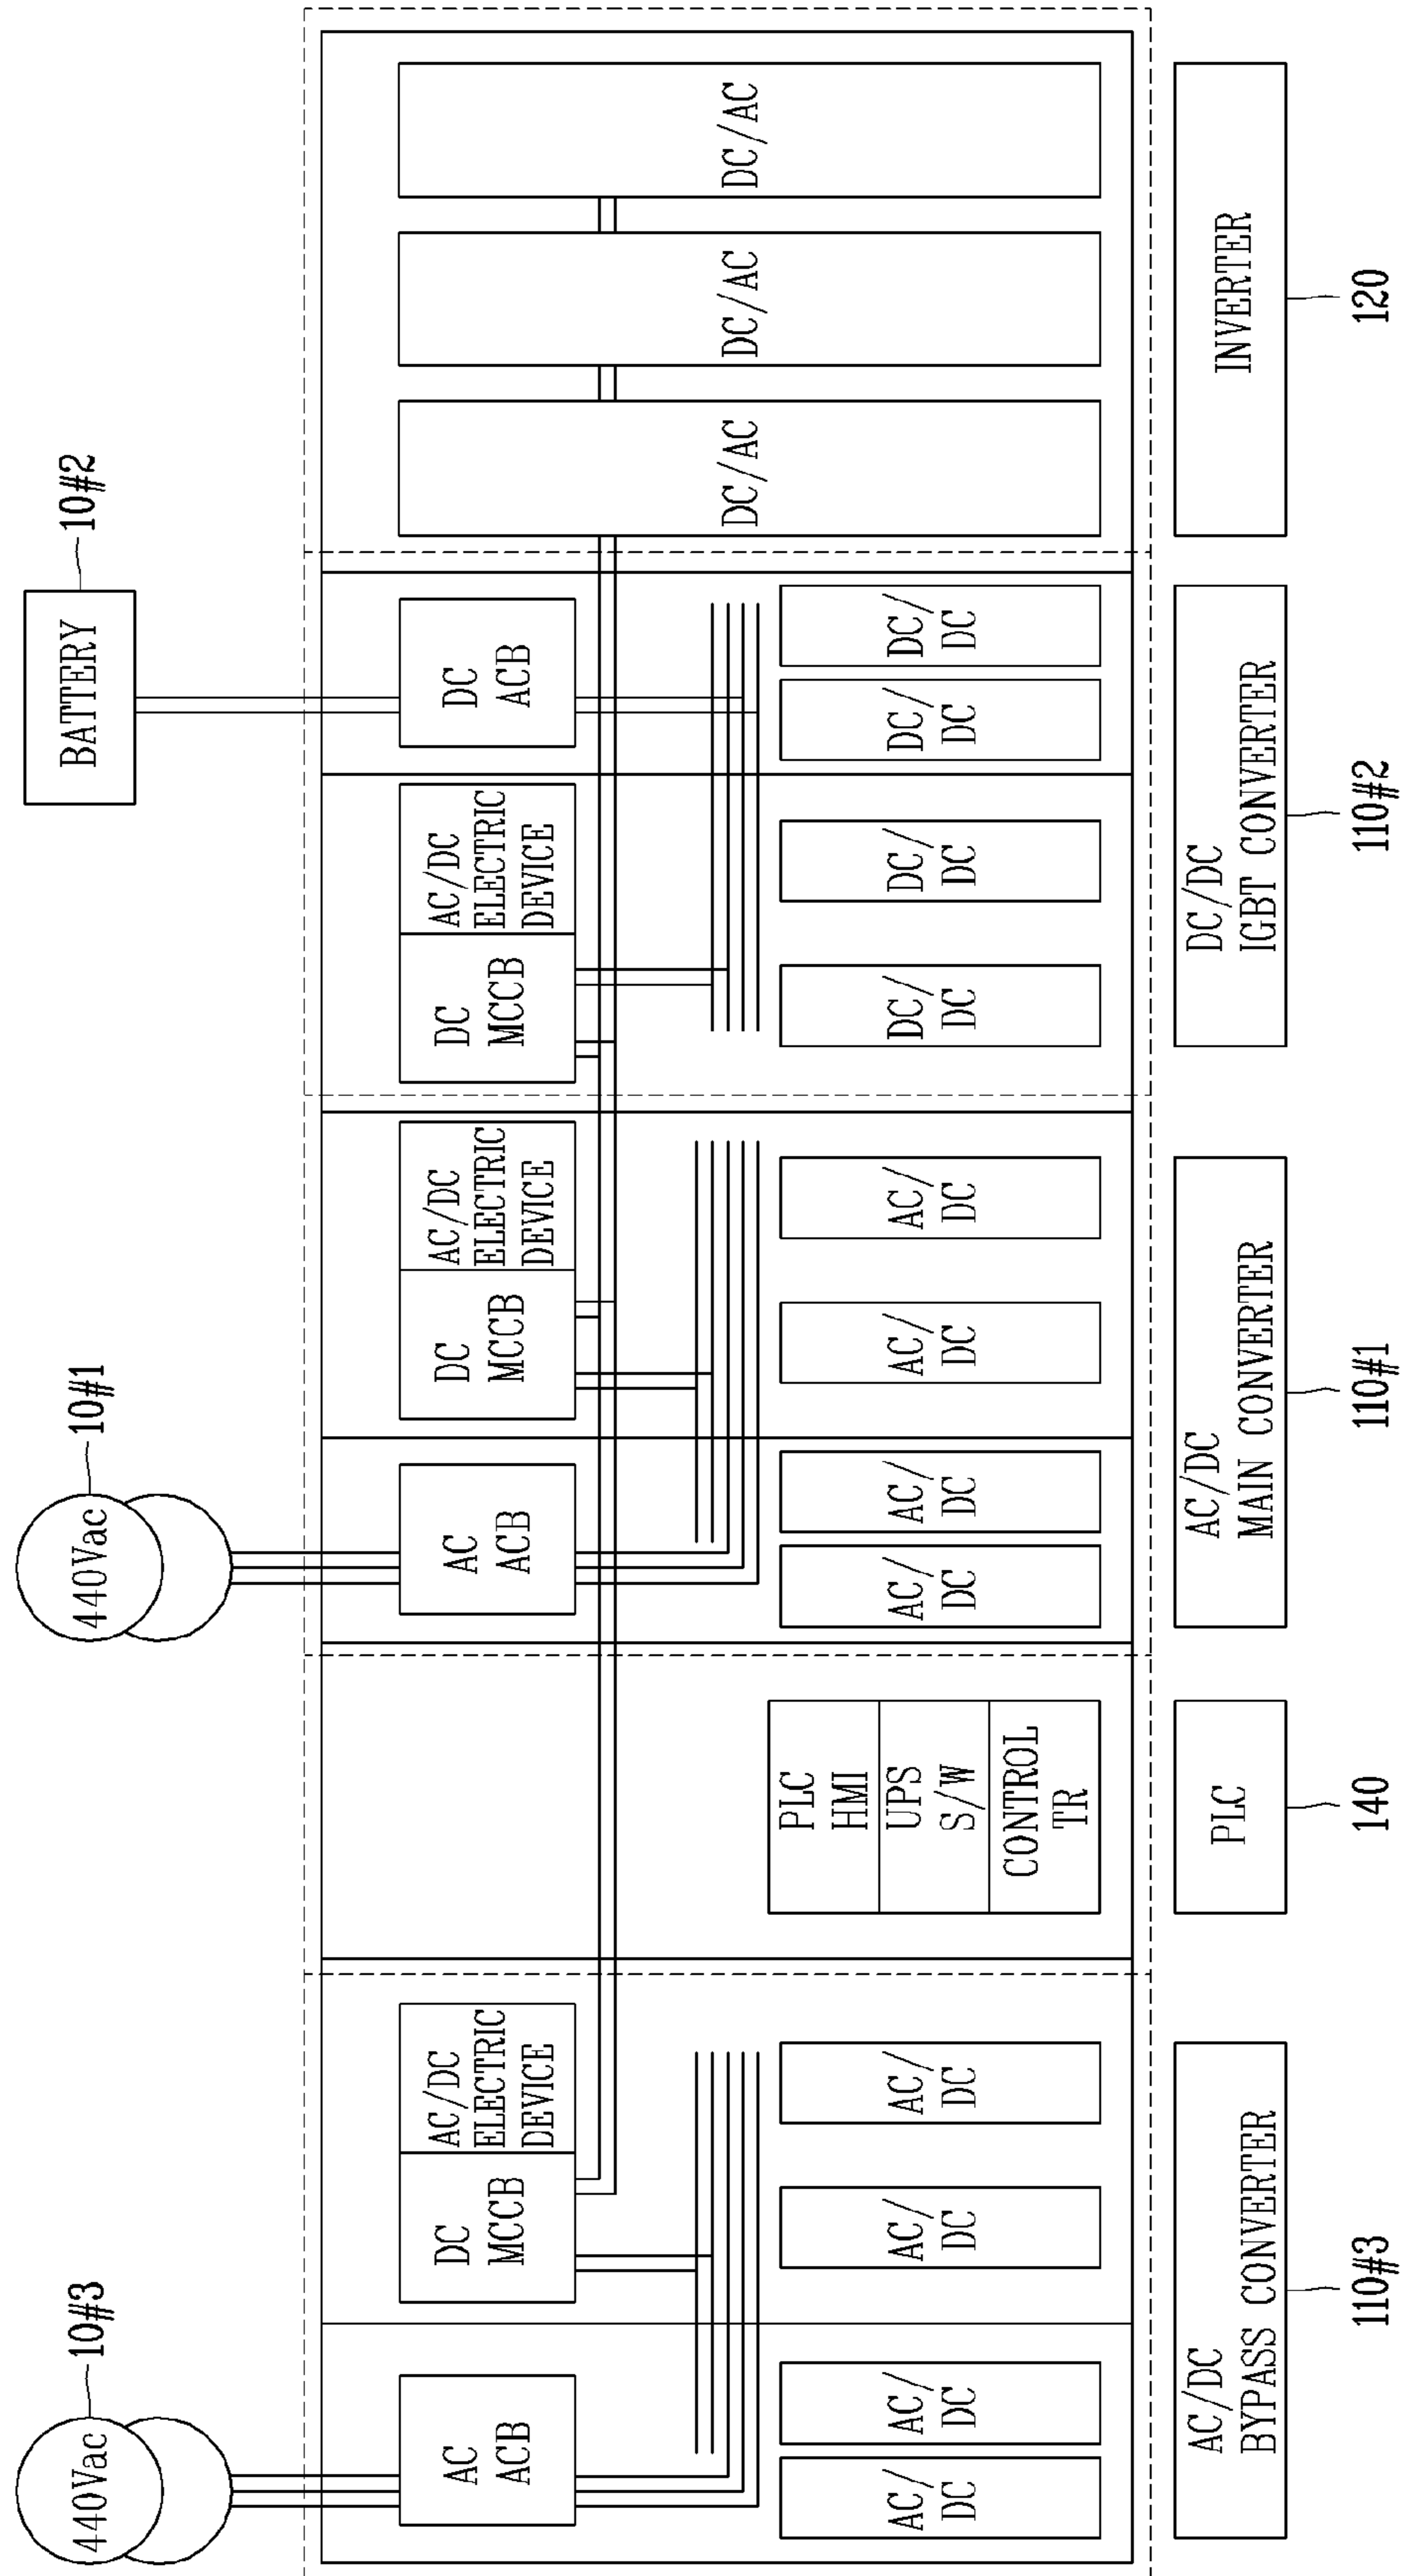 10#3
440Vac
10#1
440Vac
10#2
BATTERY
AC
ACB
DC
MCCB
AC/DC
ELECTRIC
DEVICE
AC
ACB
DC
MCCB
AC/DC
ELECTRIC
DEVICE
DC
MCCB
AC/DC
ELECTRIC
DEVICE
DC
ACB
AC/
DC
AC/
DC
AC/
DC
AC/
DC
PLC
HMI
UPS
S/W
CONTROL
TR
AC/
DC
AC/
DC
AC/
DC
AC/
DC
DC/
DC
DC/
DC
DC/
DC
DC/
DC
DC/AC
DC/AC
DC/AC
AC/DC
BYPASS CONVERTER
PLC
AC/DC
MAIN CONVERTER
DC/DC
IGBT CONVERTER
INVERTER
110#3
140
110#1
110#2
120